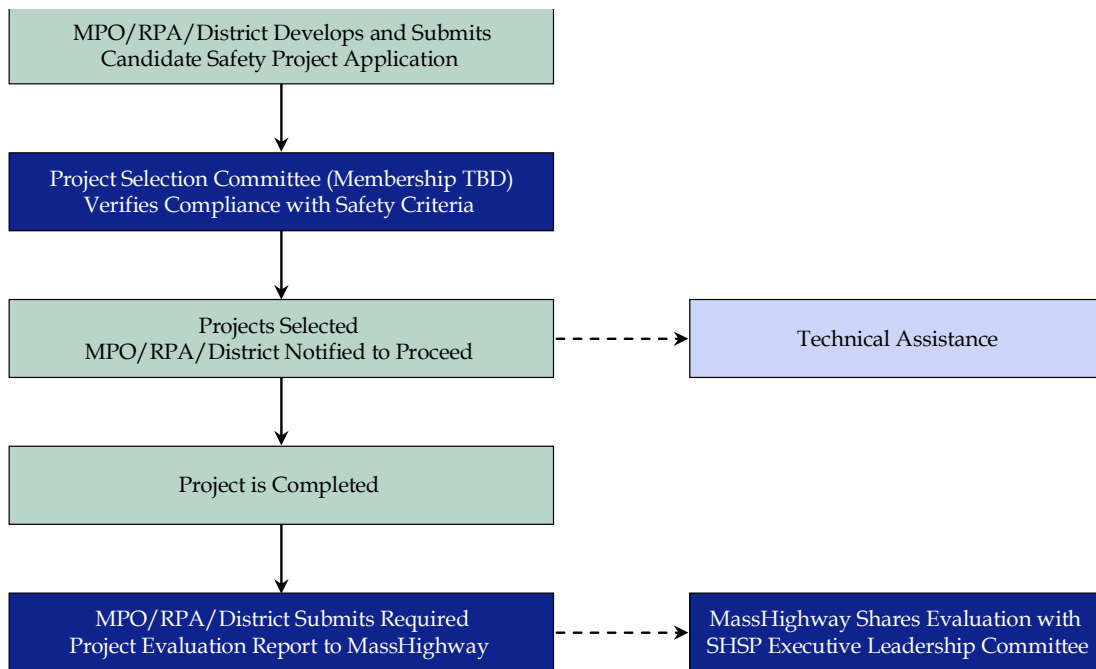 MPO/RPA/District Develops and Submits
Candidate Safety Project Application
Project Selection Committee (Membership TBD)
Verifies Compliance with Safety Criteria
Projects Selected
MPO/RPA/District Notified to Proceed
Technical Assistance
Project is Completed
MPO/RPA/District Submits Required
Project Evaluation Report to MassHighway
MassHighway Shares Evaluation with
SHSP Executive Leadership Committee